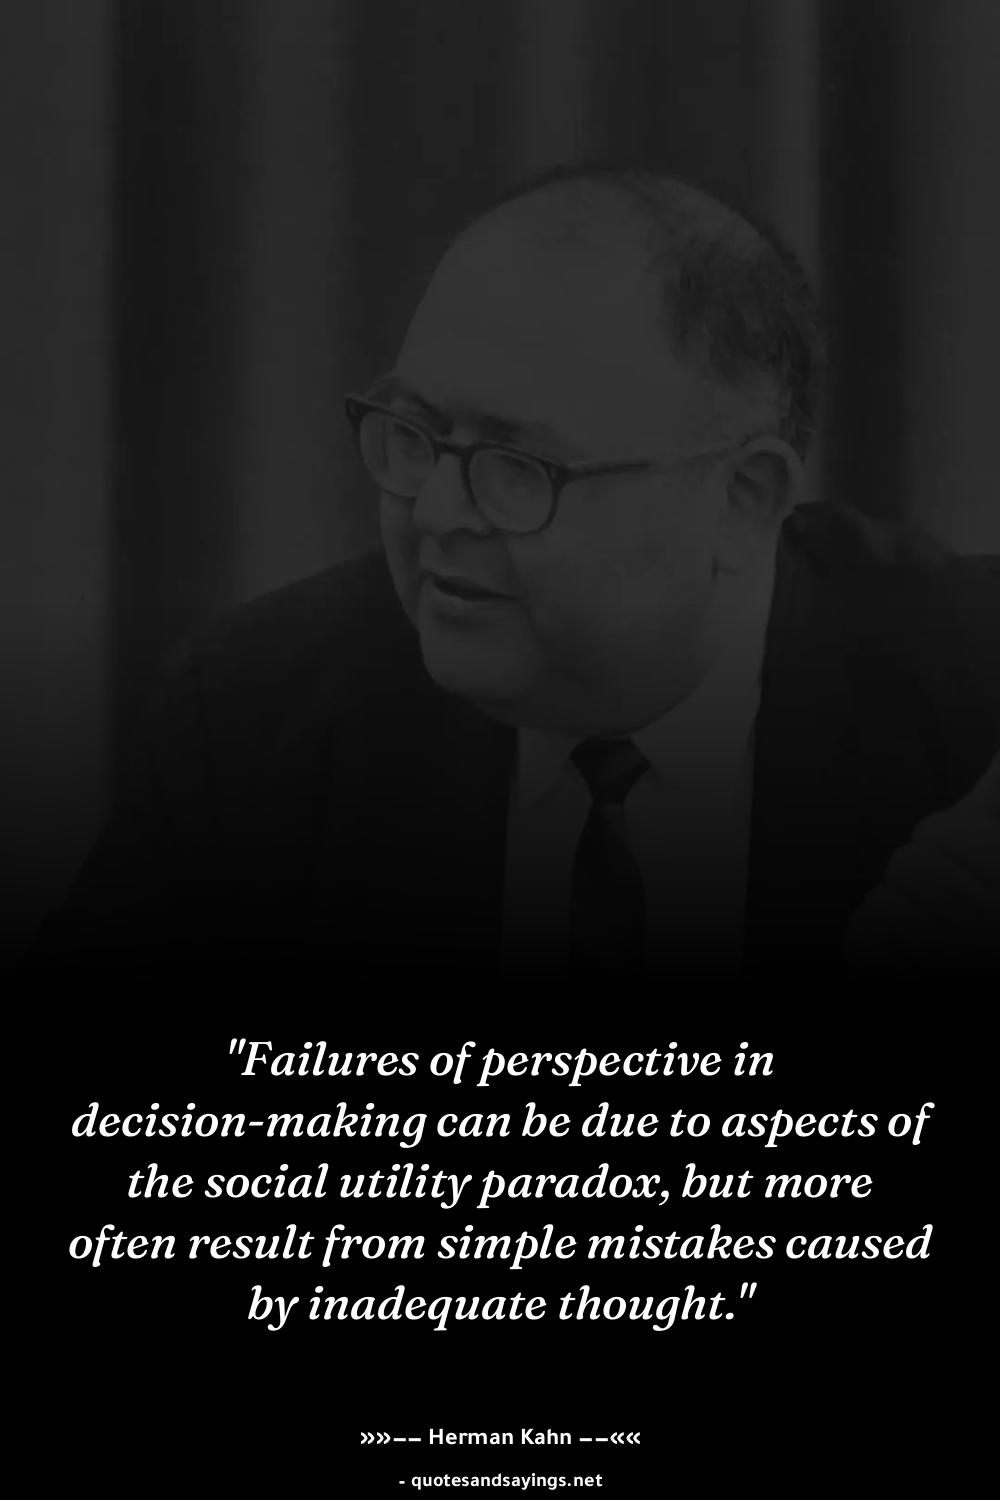 "Failures of perspective in
decision-making can be due to aspects of
the social utility paradox, but more
often result from simple mistakes caused
by inadequate thought."
»»–– Herman Kahn ––««
- quotesandsayings.net